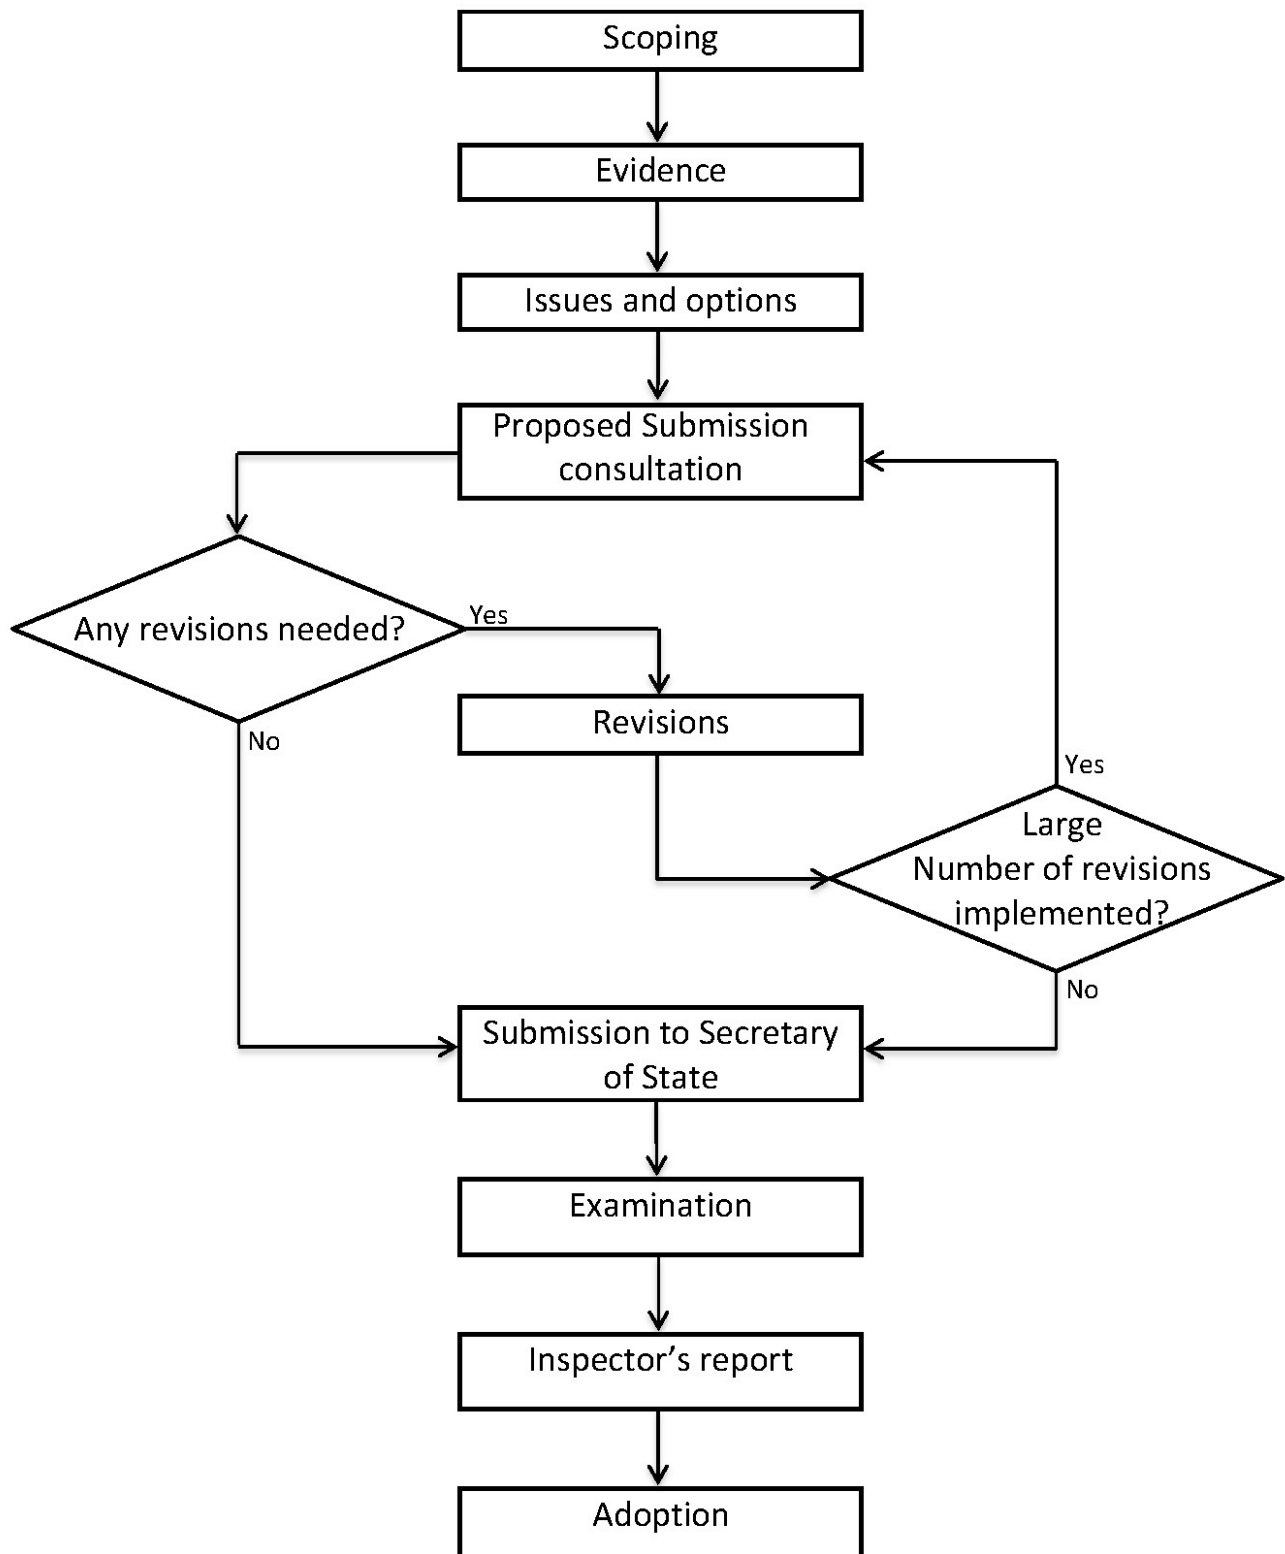 Scoping
Evidence
Issues and options
Proposed Submission
consultation
Any revisions needed?
Yes
Revisions
No
Yes
Large
Number of revisions
implemented?
No
Submission to Secretary
of State
Examination
Inspector’s report
Adoption